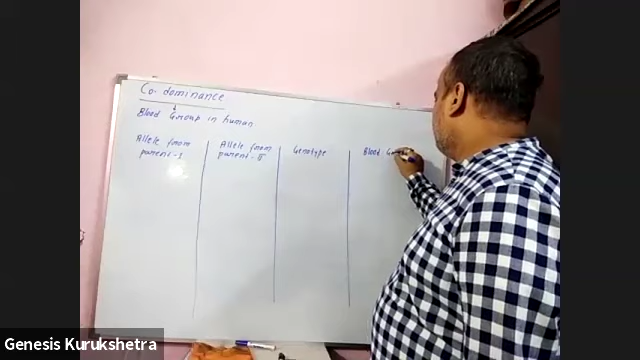 Co-dominance
Blood Group in human
Allele from
parent-I
Allele from
parent-II
Genotype
Blood
Genesis Kurukshetra